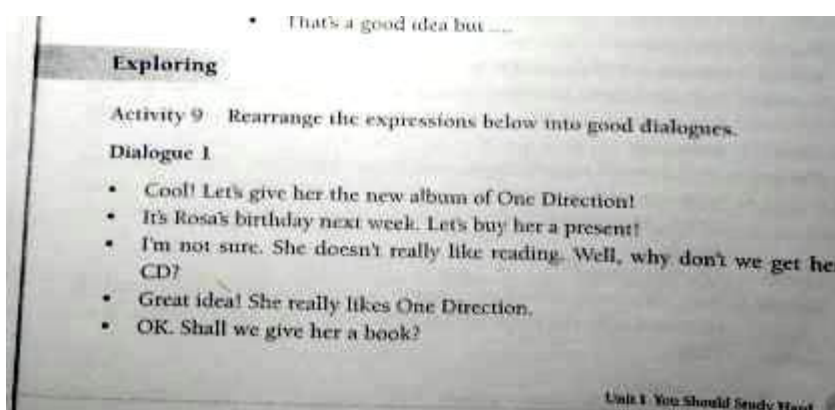 • That's a good idea but ....
Exploring
Activity 9 Rearrange the expressions below into good dialogues.
Dialogue 1
• Cool! Let's give her the new album of One Direction!
• It's Rosa's birthday next week. Let's buy her a present!
• I'm not sure. She doesn't really like reading. Well, why don't we get he
CD?
• Great idea! She really likes One Direction.
• OK. Shall we give her a book?
Unit 1 You Should Study Hard